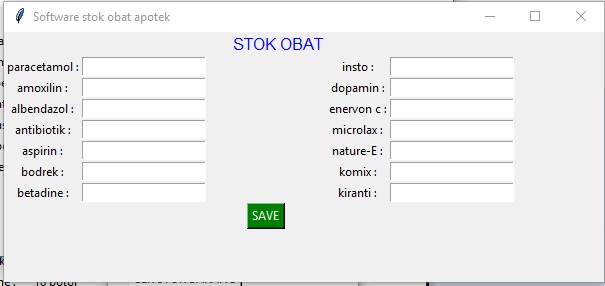 Software stok obat apotek
STOK OBAT
paracetamol : insto :
amoxilin : dopamin :
albendazol : enervon c :
antibiotik : microlax :
aspirin : nature-E :
bodrek : komix :
betadine : kiranti :
SAVE